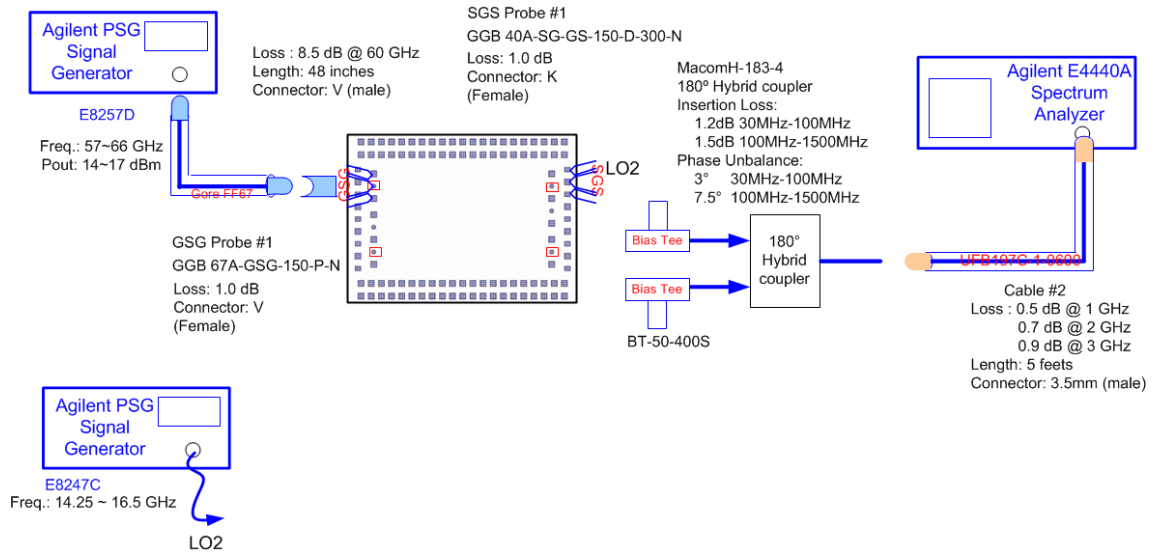 Agilent PSG
Signal
Generator
E8257D
Freq.: 57~66 GHz
Pout: 14~17 dBm
Loss : 8.5 dB @ 60 GHz
Length: 48 inches
Connector: V (male)
Gore FF67
GSG Probe #1
GGB 67A-GSG-150-P-N
Loss: 1.0 dB
Connector: V
(Female)
GSG
SGS Probe #1
GGB 40A-SG-GS-150-D-300-N
Loss: 1.0 dB
Connector: K
(Female)
SGS
LO2
MacomH-183-4
180º Hybrid coupler
Insertion Loss:
1.2dB 30MHz-100MHz
1.5dB 100MHz-1500MHz
Phase Unbalance:
3° 30MHz-100MHz
7.5° 100MHz-1500MHz
Bias Tee
Bias Tee
BT-50-400S
180°
Hybrid
coupler
Agilent E4440A
Spectrum
Analyzer
UFB197C-1-0600
Cable #2
Loss : 0.5 dB @ 1 GHz
0.7 dB @ 2 GHz
0.9 dB @ 3 GHz
Length: 5 feets
Connector: 3.5mm (male)
Agilent PSG
Signal
Generator
E8247C
Freq.: 14.25 ~ 16.5 GHz
LO2